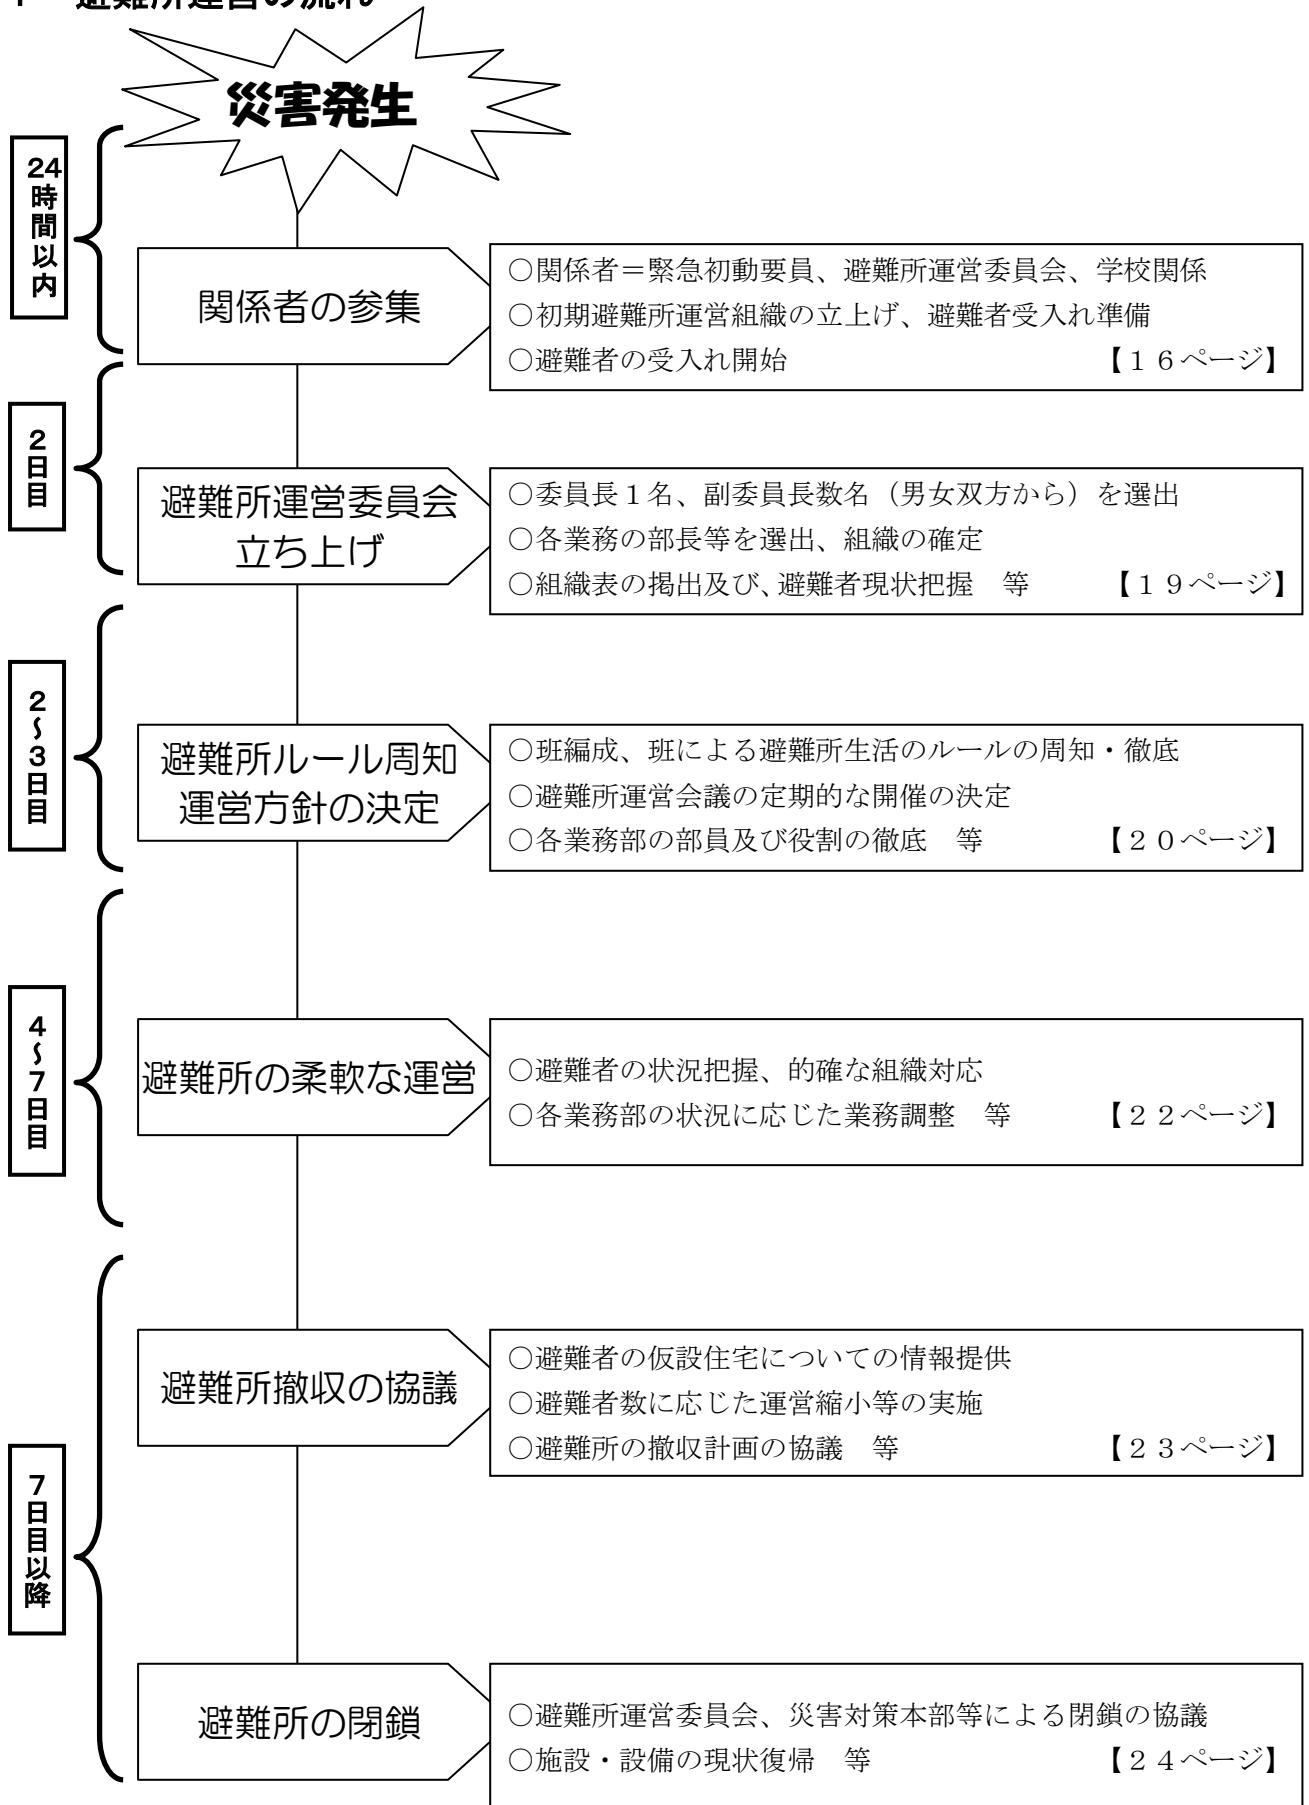 避難所運営の流れ
災害発生
24時間以内
関係者の参集
○関係者＝緊急初動要員、避難所運営委員会、学校関係
○初期避難所運営組織の立上げ、避難者受入れ準備
○避難者の受入れ開始　【１６ページ】
2日目
避難所運営委員会
立ち上げ
○委員長１名、副委員長数名（男女双方から）を選出
○各業務の部長等を選出、組織の確定
○組織表の掲出及び、避難者現状把握　等　【１９ページ】
2～3日目
避難所ルール周知
運営方針の決定
○班編成、班による避難所生活のルールの周知・徹底
○避難所運営会議の定期的な開催の決定
○各業務部の部員及び役割の徹底　等　【２０ページ】
4～7日目
避難所の柔軟な運営
○避難者の状況把握、的確な組織対応
○各業務部の状況に応じた業務調整　等　【２２ページ】
7日目以降
避難所撤収の協議
○避難者の仮設住宅についての情報提供
○避難者数に応じた運営縮小等の実施
○避難所の撤収計画の協議　等　【２３ページ】
避難所の閉鎖
○避難所運営委員会、災害対策本部等による閉鎖の協議
○施設・設備の現状復帰　等　【２４ページ】